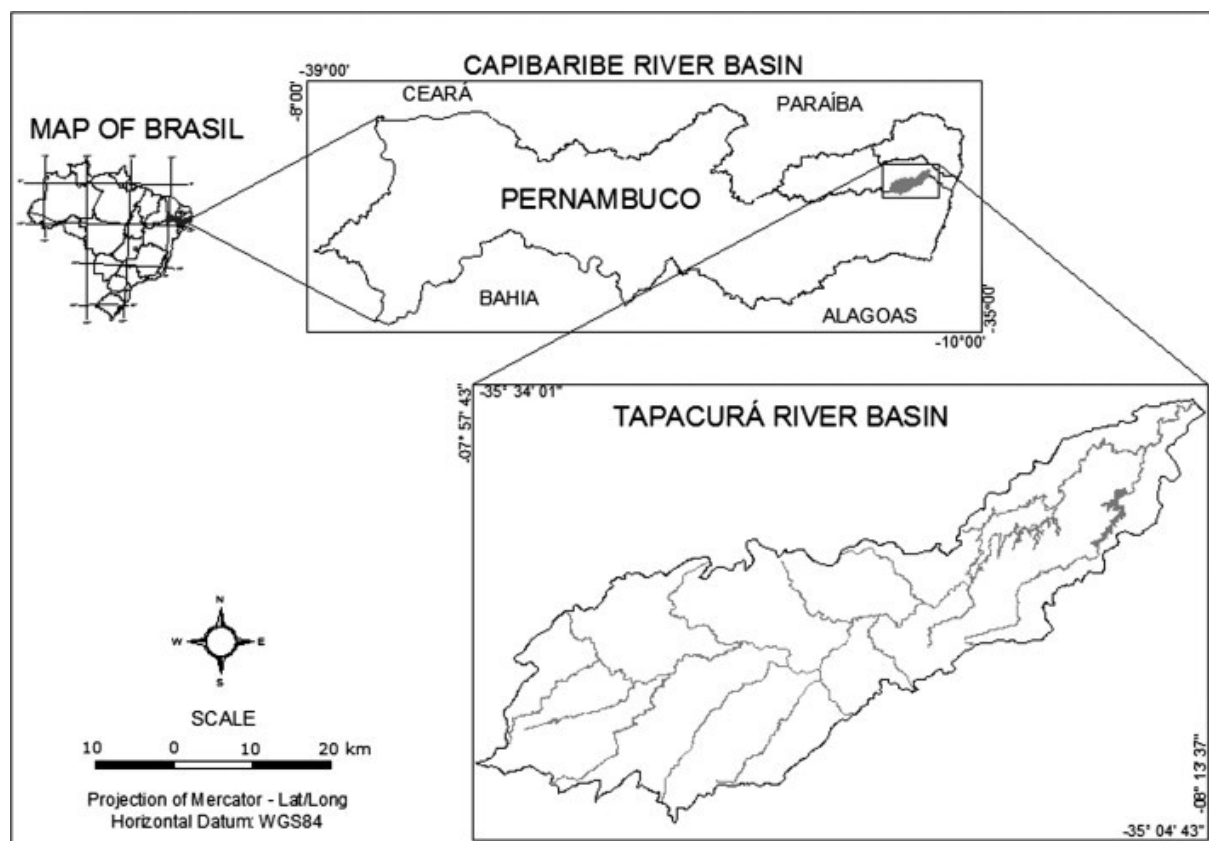 CAPIBARIBE RIVER BASIN
-39°00'
-8°00'
CEARÁ
PARAÍBA
MAP OF BRASIL
PERNAMBUCO
BAHIA
ALAGOAS
-35°00'
-10°00'
-35° 34' 01"
-07° 57' 43"
TAPACURÁ RIVER BASIN
N
W
E
S
SCALE
10 0 10 20 km
Projection of Mercator - Lat/Long
Horizontal Datum: WGS84
-08° 13' 37"
-35° 04' 43"